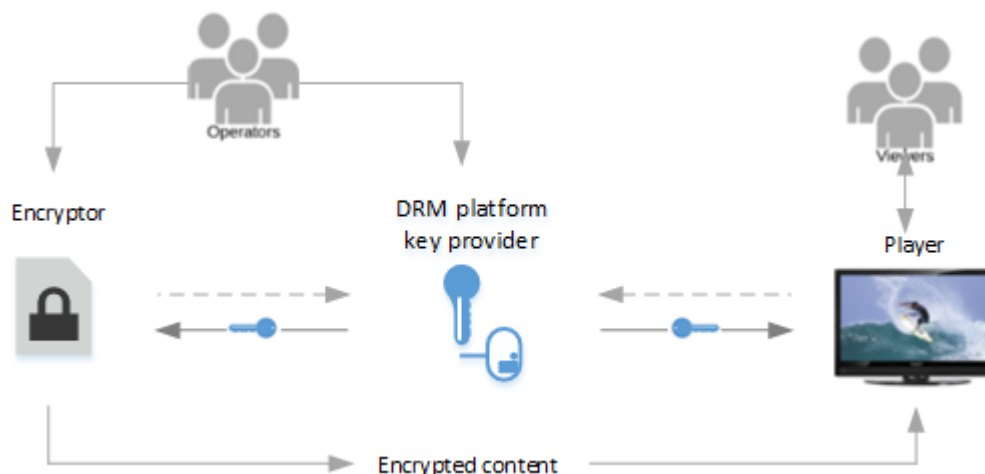 Operators
Viewers
Encryptor
DRM platform
key provider
Player
Encrypted content